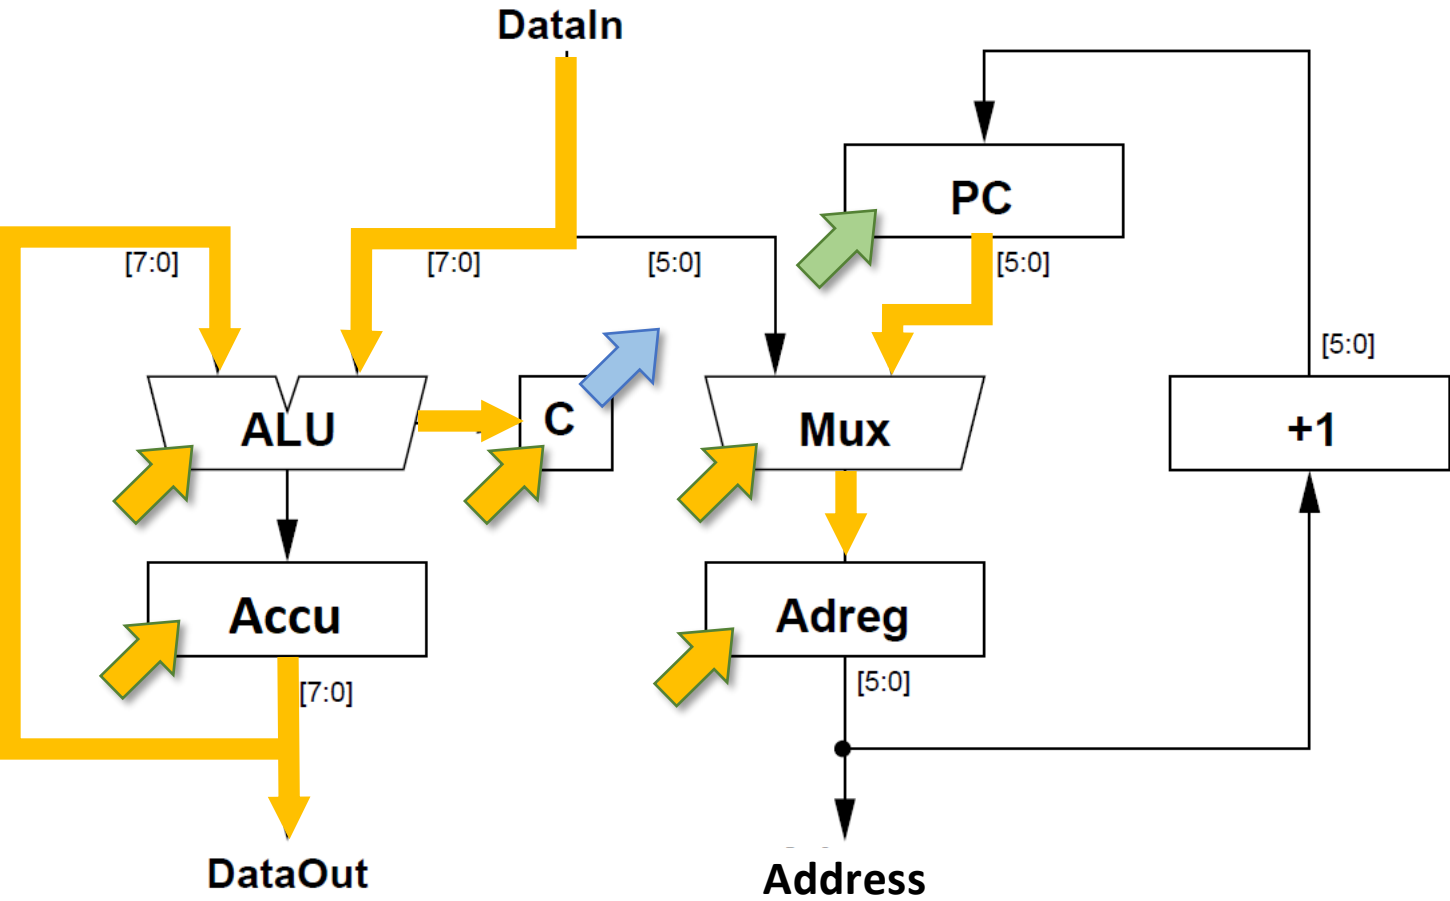 DataIn
PC
[7:0]
[7:0]
[5:0]
[5:0]
[5:0]
ALU
C
Mux
+1
Accu
Adreg
[7:0]
[5:0]
DataOut
Address